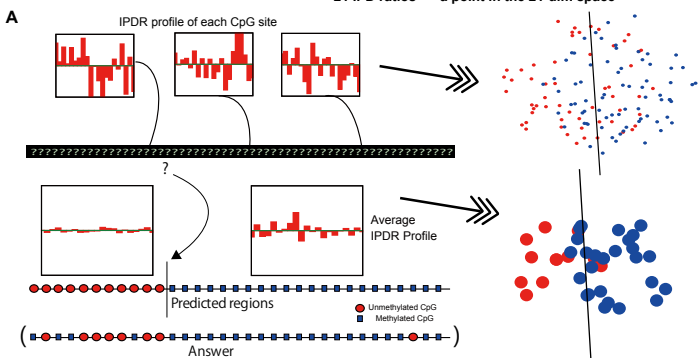 A
IPDR profile of each CpG site
????????????????????????????????????????????????????????????
?
Average
IPDR Profile
Predicted regions
Unmethylated CpG
Methylated CpG
( )
Answer